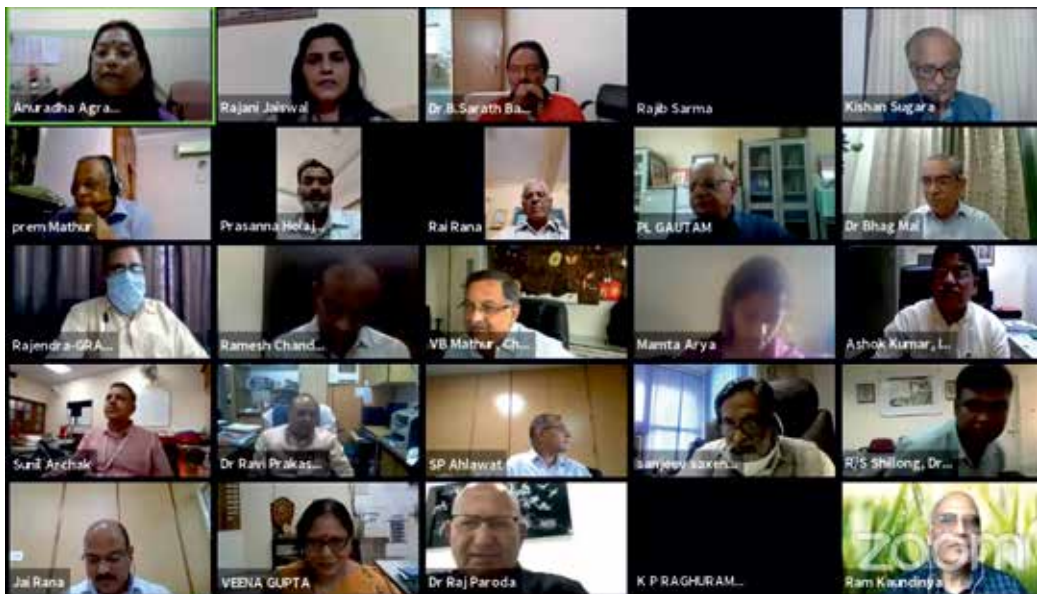 Anuradha Agra...
Rajani Jaiswal
Dr.B.Sarath Ba...
Rajib Sarma
Kishan Sugara
prem Mathur
Prasanna Holaj...
Rai Rana
PL GAUTAM
Dr Bhag Mal
Rajendra-GRA...
Ramesh Chand...
VB Mathur, Ch...
Mamta Arya
Ashok Kumar, I...
Sunil Archak
Dr Ravi Prakas...
SP Ahlawat
sanjeev saxen...
R/S Shillong, Dr...
Jai Rana
VEENA GUPTA
Dr Raj Paroda
K P RAGHURAM...
Ram Kaundinya
zoom